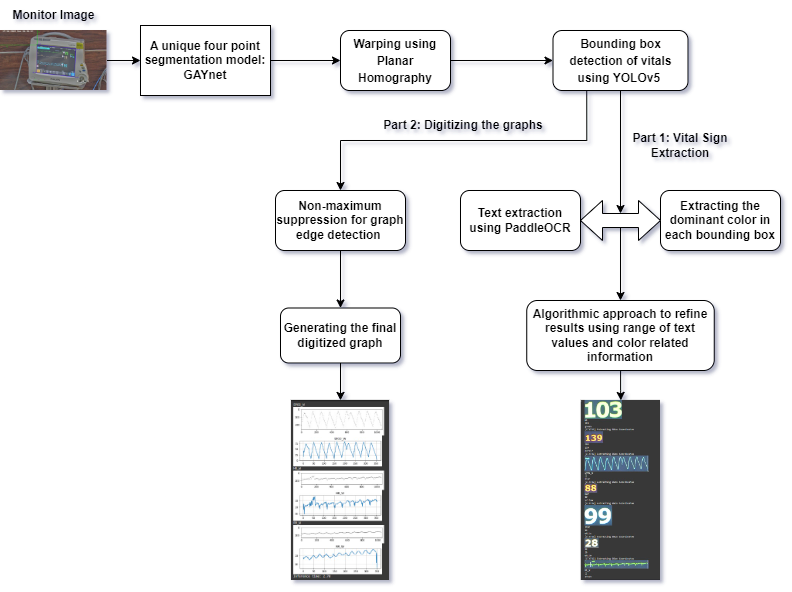 Monitor Image
A unique four point
segmentation model:
GAYnet
Warping using
Planar
Homography
Bounding box
detection of vitals
using YOLOv5
Part 2: Digitizing the graphs
Part 1: Vital Sign
Extraction
Non-maximum
suppression for graph
edge detection
Text extraction
using PaddleOCR
Extracting the
dominant color in
each bounding box
Generating the final
digitized graph
Algorithmic approach to refine
results using range of text
values and color related
information
103
139
88
99
28